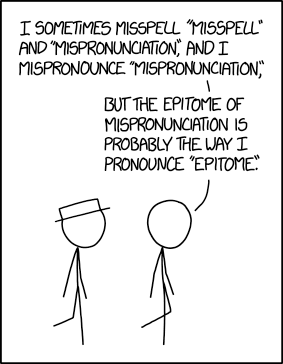 I SOMETIMES MISSPELL "MISSPELL"
AND "MISPRONUNCIATION," AND I
MISPRONOUNCE "MISPRONUNCIATION,"
BUT THE EPITOME OF
MISPRONUNCIATION IS
PROBABLY THE WAY I
PRONOUNCE "EPITOME."